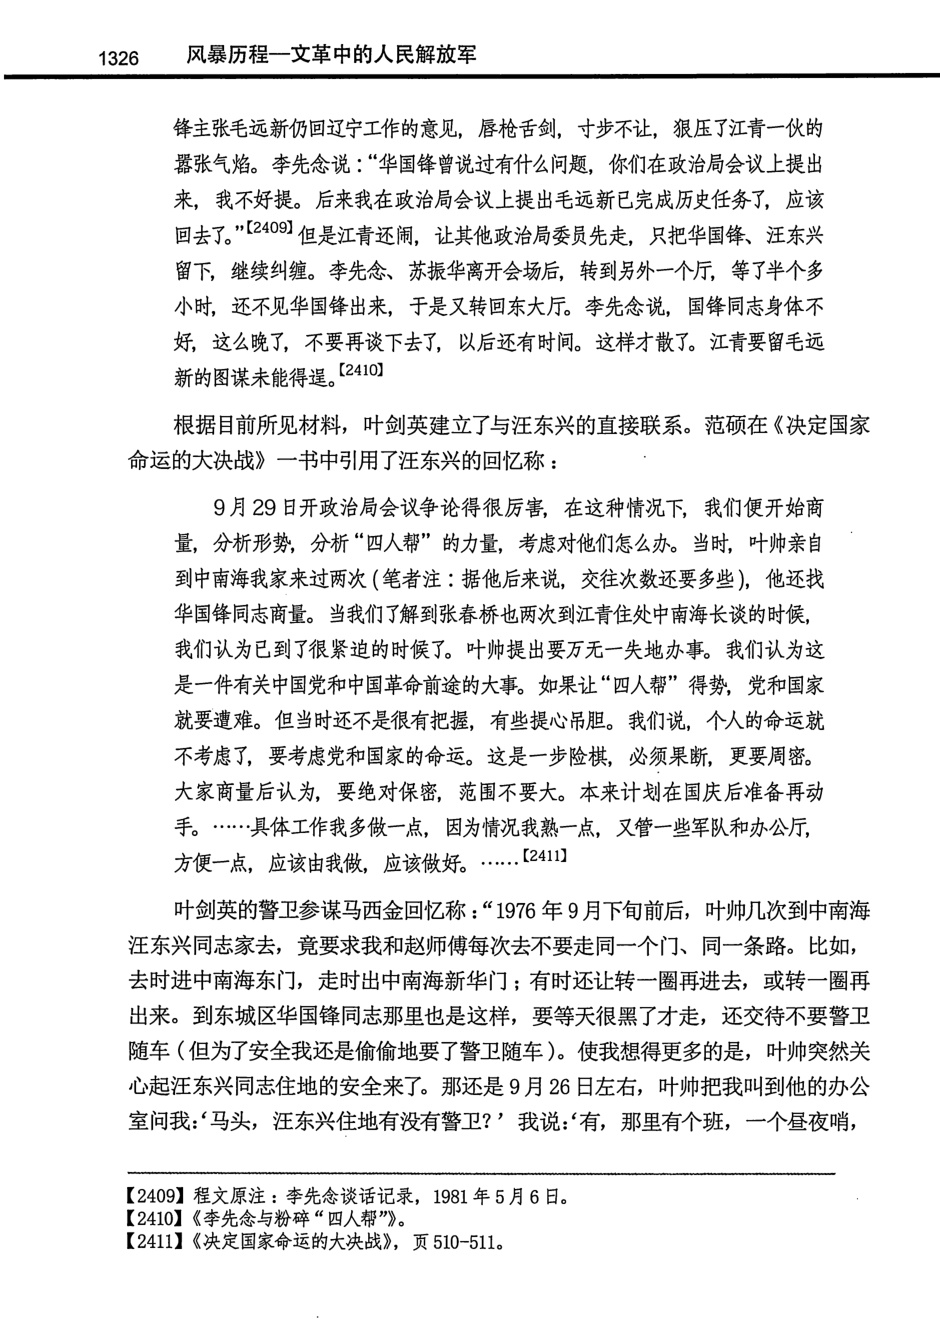 1326 风暴历程—文革中的人民解放军
锋主张毛远新仍回辽宁工作的意见，唇枪舌剑，寸步不让，狠压了江青一伙的
嚣张气焰。李先念说：“华国锋曾说过有什么问题，你们在政治局会议上提出
来，我不好提。后来我在政治局会议上提出毛远新已完成历史任务了，应该
回去了。”【2409】但是江青还闹，让其他政治局委员先走，只把华国锋、汪东兴
留下，继续纠缠。李先念、苏振华离开会场后，转到另外一个厅，等了半个多
小时，还不见华国锋出来，于是又转回东大厅。李先念说，国锋同志身体不
好，这么晚了，不要再谈下去了，以后还有时间。这样才散了。江青要留毛远
新的图谋未能得逞。【2410】
根据目前所见材料，叶剑英建立了与汪东兴的直接联系。范硕在《决定国家
命运的大决战》一书中引用了汪东兴的回忆称：
9月29日开政治局会议争论得很厉害，在这种情况下，我们便开始商
量，分析形势，分析“四人帮”的力量，考虑对他们怎么办。当时，叶帅亲自
到中南海我家来过两次（笔者注：据他后来说，交往次数还要多些），他还找
华国锋同志商量。当我们了解到张春桥也两次到江青住处中南海长谈的时候，
我们认为已到了很紧迫的时候了。叶帅提出要万无一失地办事。我们认为这
是一件有关中国党和中国革命前途的大事。如果让“四人帮”得势，党和国家
就要遭难。但当时还不是很有把握，有些提心吊胆。我们说，个人的命运就
不考虑了，要考虑党和国家的命运。这是一步险棋，必须果断，更要周密。
大家商量后认为，要绝对保密，范围不要大。本来计划在国庆后准备再动
手。……具体工作我多做一点，因为情况我熟一点，又管一些军队和办公厅，
方便一点，应该由我做，应该做好。……【2411】
叶剑英的警卫参谋马西金回忆称：“1976年9月下旬前后，叶帅几次到中南海
汪东兴同志家去，竟要求我和赵师傅每次去不要走同一个门、同一条路。比如，
去时进中南海东门，走时出中南海新华门；有时还让转一圈再进去，或转一圈再
出来。到东城区华国锋同志那里也是这样，要等天很黑了才走，还交待不要警卫
随车（但为了安全我还是偷偷地要了警卫随车）。使我想得更多的是，叶帅突然关
心起汪东兴同志住地的安全来了。那还是9月26日左右，叶帅把我叫到他的办公
室问我：‘马头，汪东兴住地有没有警卫？’我说：‘有，那里有个班，一个昼夜哨，
【2409】程文原注：李先念谈话记录，1981年5月6日。
【2410】《李先念与粉碎“四人帮”》。
【2411】《决定国家命运的大决战》，页510-511。